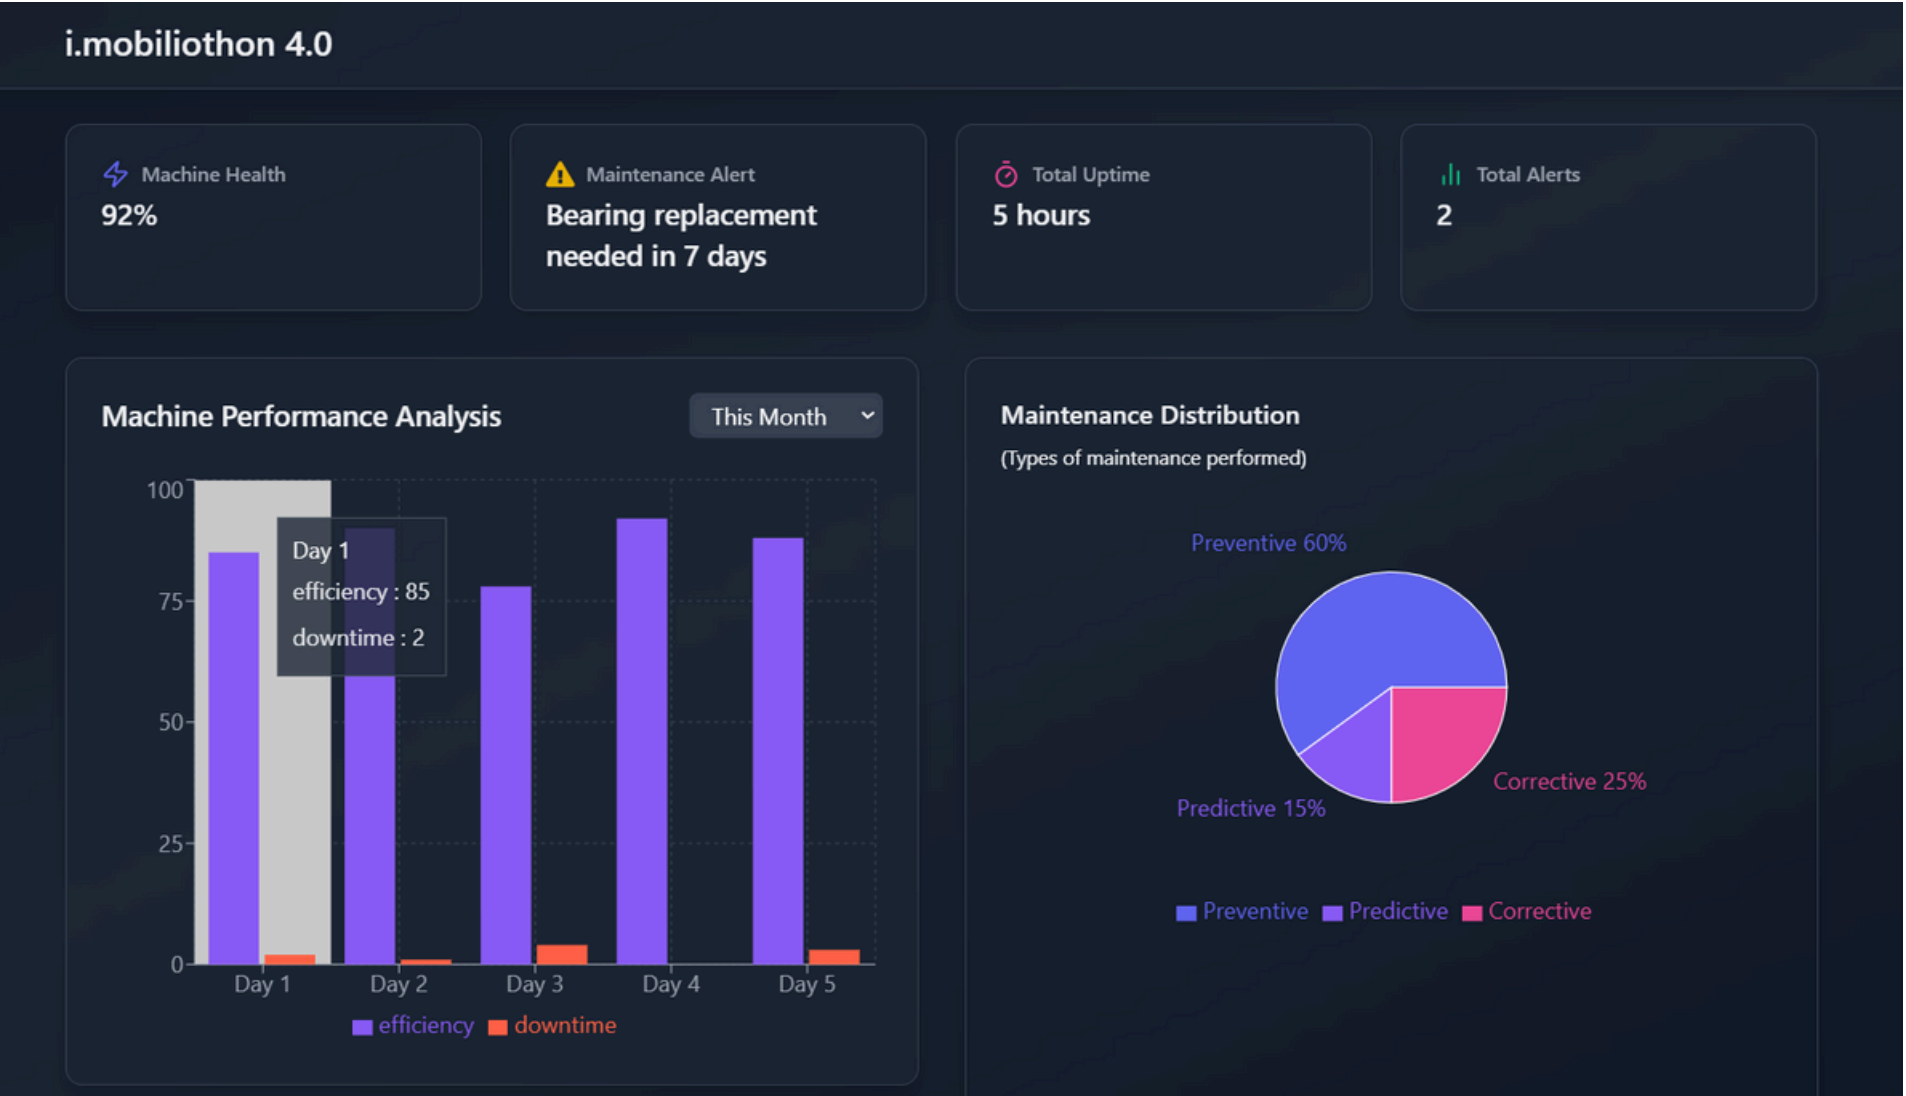 i.mobiliothon 4.0
Machine Health
92%
Maintenance Alert
Bearing replacement
needed in 7 days
Total Uptime
5 hours
Total Alerts
2
Machine Performance Analysis
This Month
100
75
50
25
0
Day 1
efficiency : 85
downtime : 2
Day 1
Day 2
Day 3
Day 4
Day 5
efficiency
downtime
Maintenance Distribution
(Types of maintenance performed)
Preventive 60%
Corrective 25%
Predictive 15%
Preventive
Predictive
Corrective